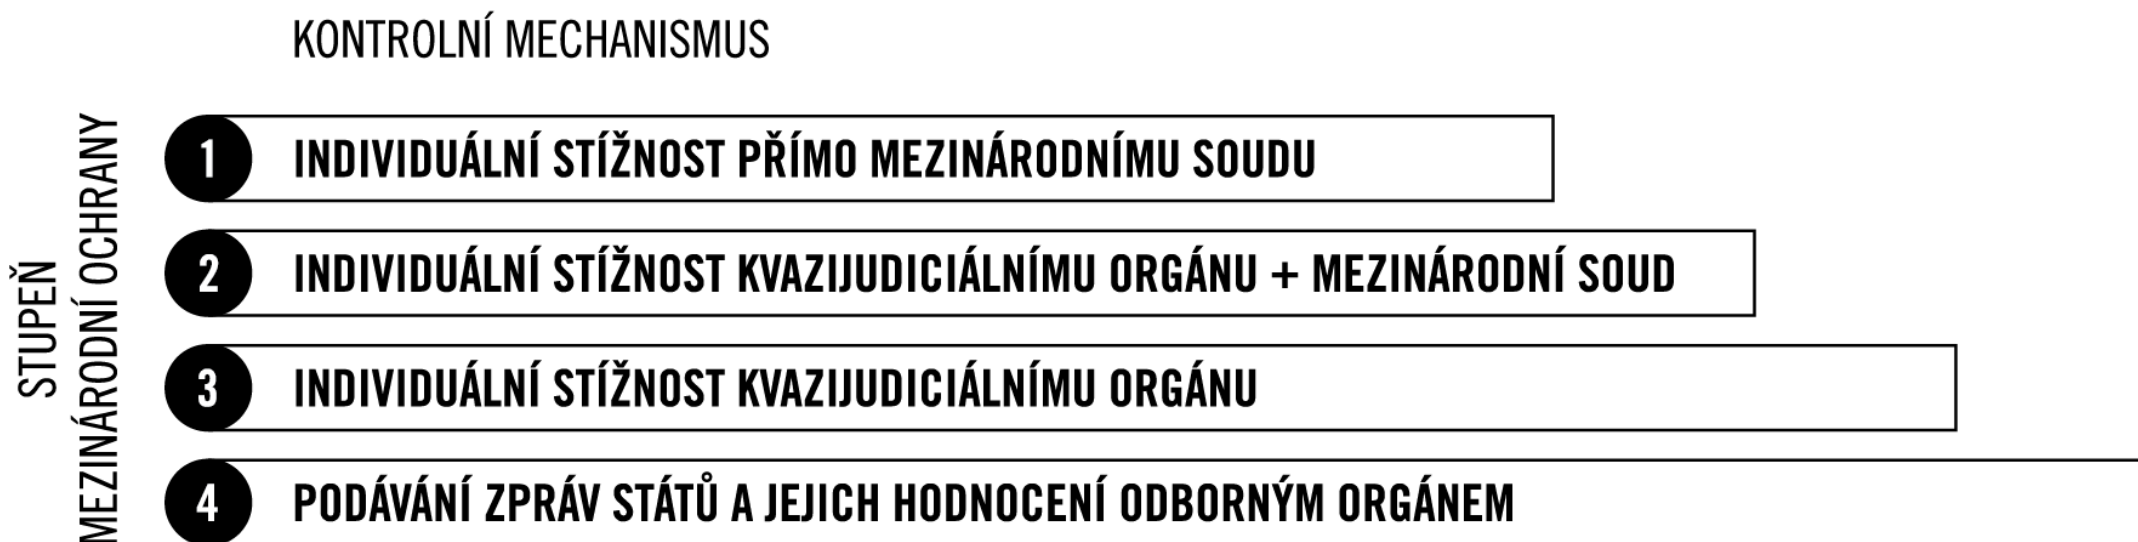 KONTROLNÍ MECHANISMUS
STUPEŇ
MEZINÁRODNÍ OCHRANY
1 INDIVIDUÁLNÍ STÍŽNOST PŘÍMO MEZINÁRODNÍMU SOUDU
2 INDIVIDUÁLNÍ STÍŽNOST KVAZIJUDICIÁLNÍMU ORGÁNU + MEZINÁRODNÍ SOUD
3 INDIVIDUÁLNÍ STÍŽNOST KVAZIJUDICIÁLNÍMU ORGÁNU
4 PODÁVÁNÍ ZPRÁV STÁTŮ A JEJICH HODNOCENÍ ODBORNÝM ORGÁNEM